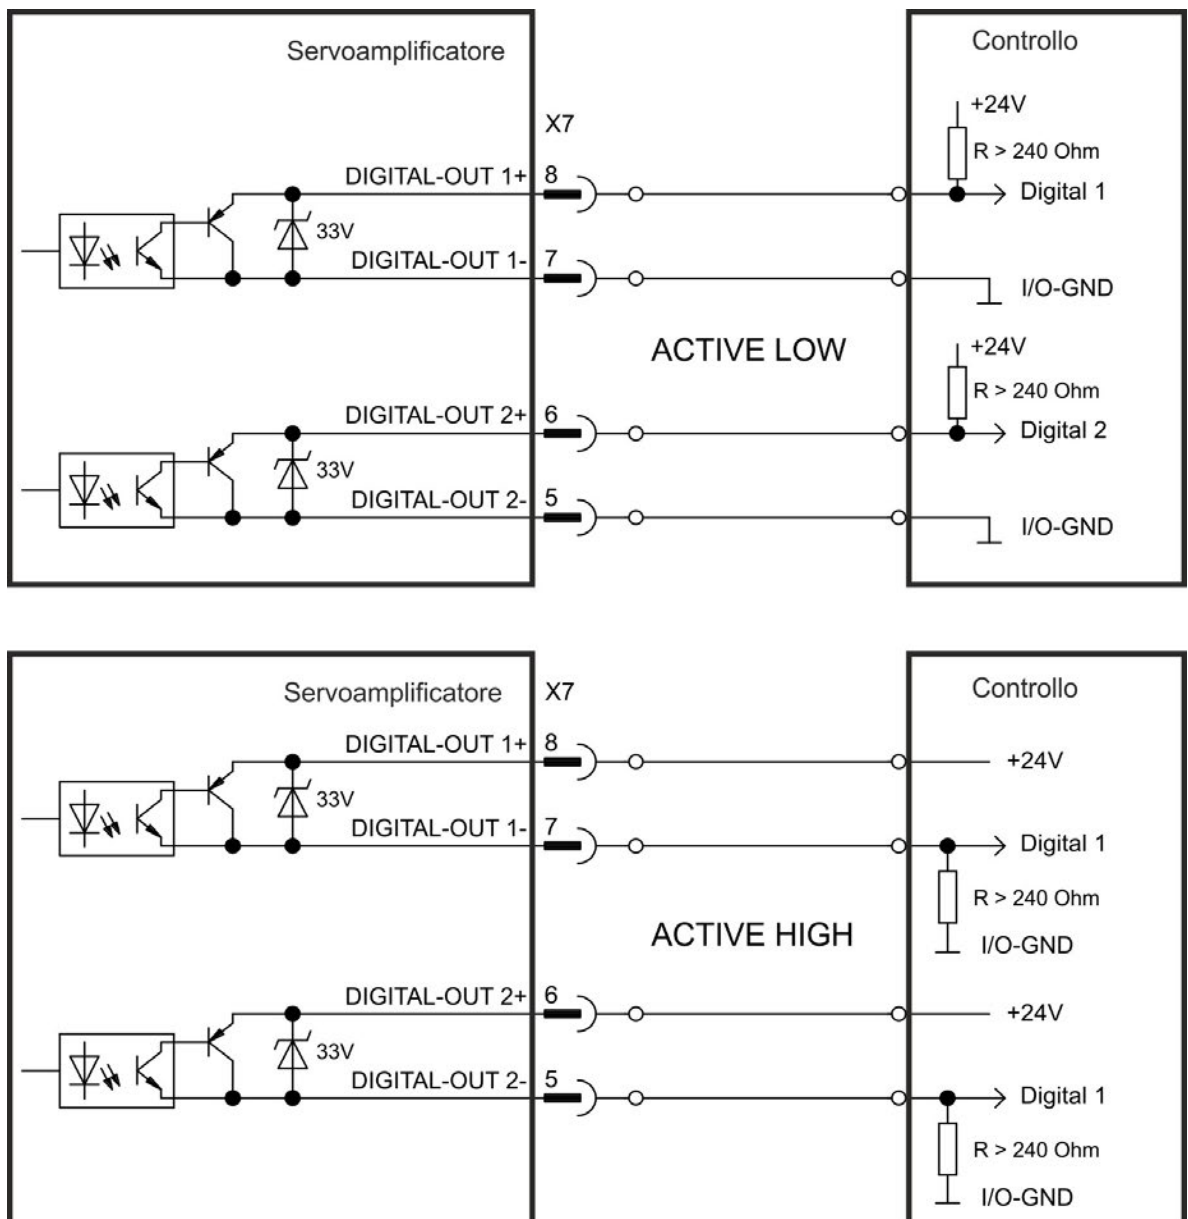 Servoamplificatore
Controllo
X7
+24V
R > 240 Ohm
DIGITAL-OUT 1+
8
Digital 1
33V
DIGITAL-OUT 1-
7
I/O-GND
ACTIVE LOW
+24V
R > 240 Ohm
DIGITAL-OUT 2+
6
Digital 2
33V
DIGITAL-OUT 2-
5
I/O-GND
Servoamplificatore
X7
Controllo
DIGITAL-OUT 1+
8
+24V
33V
DIGITAL-OUT 1-
7
Digital 1
R > 240 Ohm
ACTIVE HIGH
I/O-GND
DIGITAL-OUT 2+
6
+24V
33V
DIGITAL-OUT 2-
5
Digital 1
R > 240 Ohm
I/O-GND